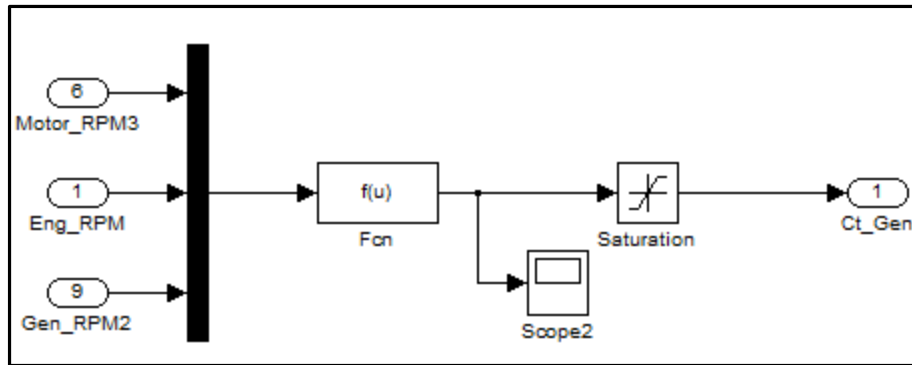 6
Motor_RPM3
1
Eng_RPM
9
Gen_RPM2
f(u)
Fcn
Scope2
Saturation
1
Ct_Gen